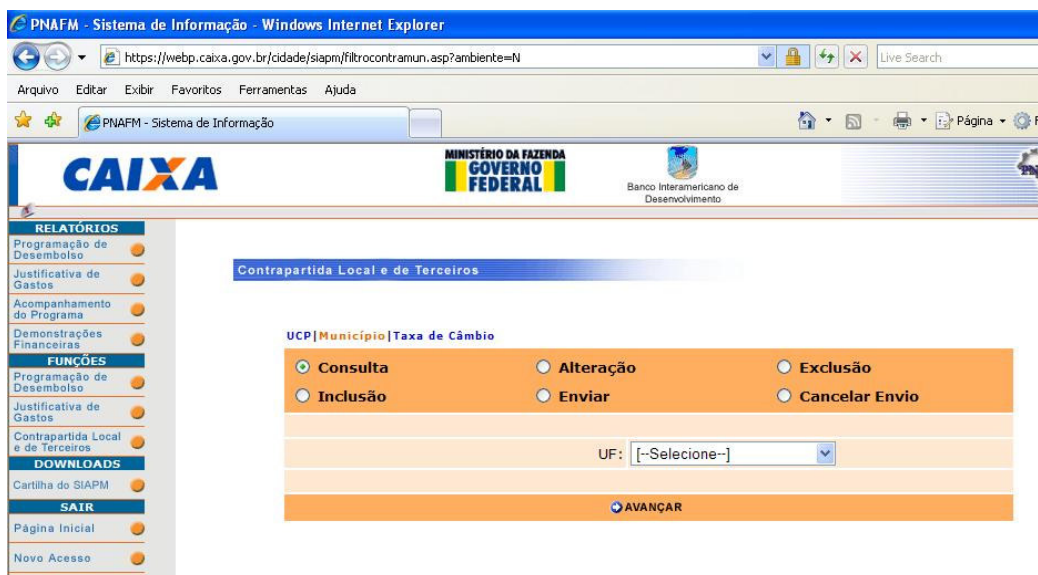 PNAFM - Sistema de Informação - Windows Internet Explorer
https://webp.caixa.gov.br/cidade/siapm/filtrocontramun.asp?ambiente=N
Live Search
Arquivo Editar Exibir Favoritos Ferramentas Ajuda
PNAFM - Sistema de Informação
Página
CAIXA
MINISTÉRIO DA FAZENDA
GOVERNO
FEDERAL
Banco Interamericano de
Desenvolvimento
RELATÓRIOS
Programação de
Desembolso
Justificativa de
Gastos
Acompanhamento
do Programa
Demonstrações
Financeiras
FUNÇÕES
Programação de
Desembolso
Justificativa de
Gastos
Contrapartida Local
e de Terceiros
DOWNLOADS
Cartilha do SIAPM
SAIR
Página Inicial
Novo Acesso
Contrapartida Local e de Terceiros
UCP|Município|Taxa de Câmbio
Consulta Alteração Exclusão
Inclusão Enviar Cancelar Envio
UF: [--Selecione--]
AVANÇAR